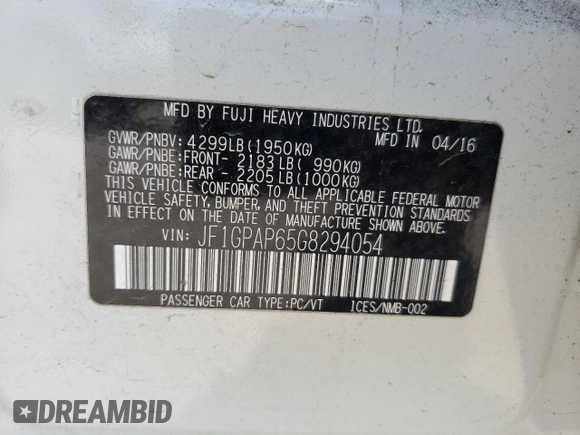 MFD BY FUJI HEAVY INDUSTRIES LTD.
GVWR/PNBV: 4299LB (1950KG) MFD IN 04/16
GAWR/PNBE:FRONT- 2183LB( 990KG)
GAWR/PNBE:REAR - 2205LB(1000KG)
THIS VEHICLE CONFORMS TO ALL APPLICABLE FEDERAL MOTOR
VEHICLE SAFETY, BUMPER, AND THEFT PREVENTION STANDARDS
IN EFFECT ON THE DATE OF MANUFACTURE SHOWN ABOVE.
VIN: JF1GPAP65G8294054
PASSENGER CAR TYPE:PC/VT ICES/NMB-002
DREAMBID